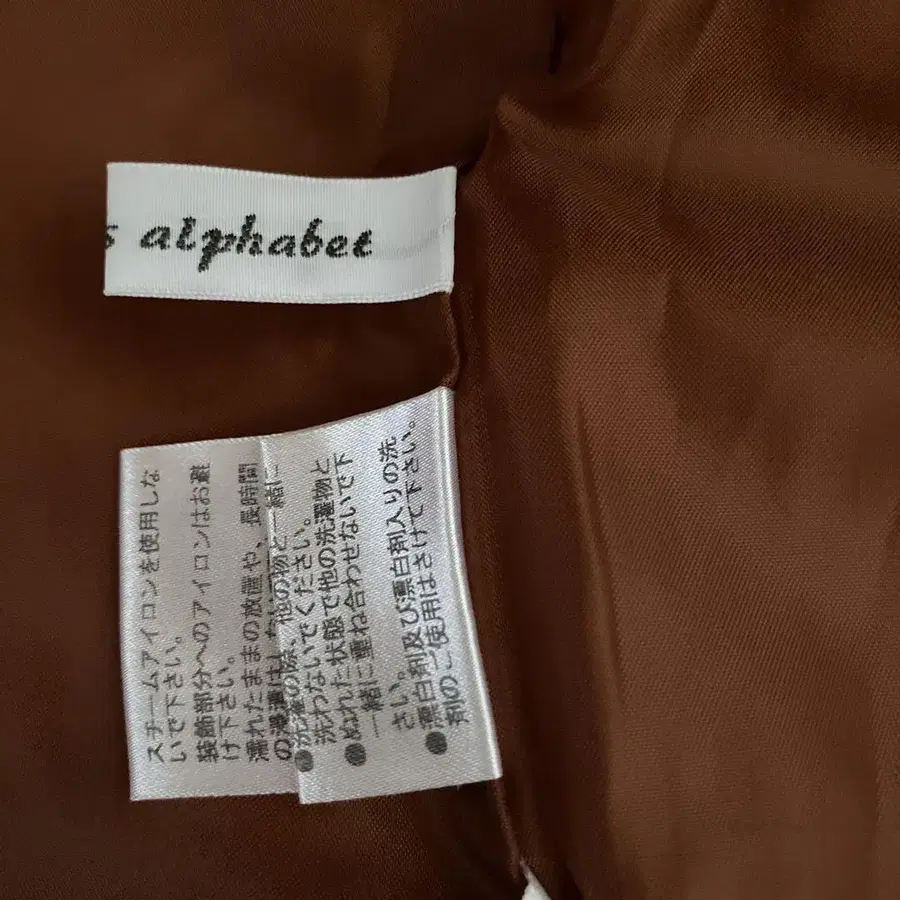 s alphabet
スチームアイロンを使用しな
いで下さい。
装飾部分へのアイロンはお避
け下さい。
濡れたままの放置や、長時間
の浸漬は
●洗濯の際、他の物と一緒に
洗わないでください。
●ぬれた状態で他の洗濯物と
一緒に重ね合わせないで下
さい。
●漂白剤及び漂白剤入りの洗
剤のご使用はさけて下さい。